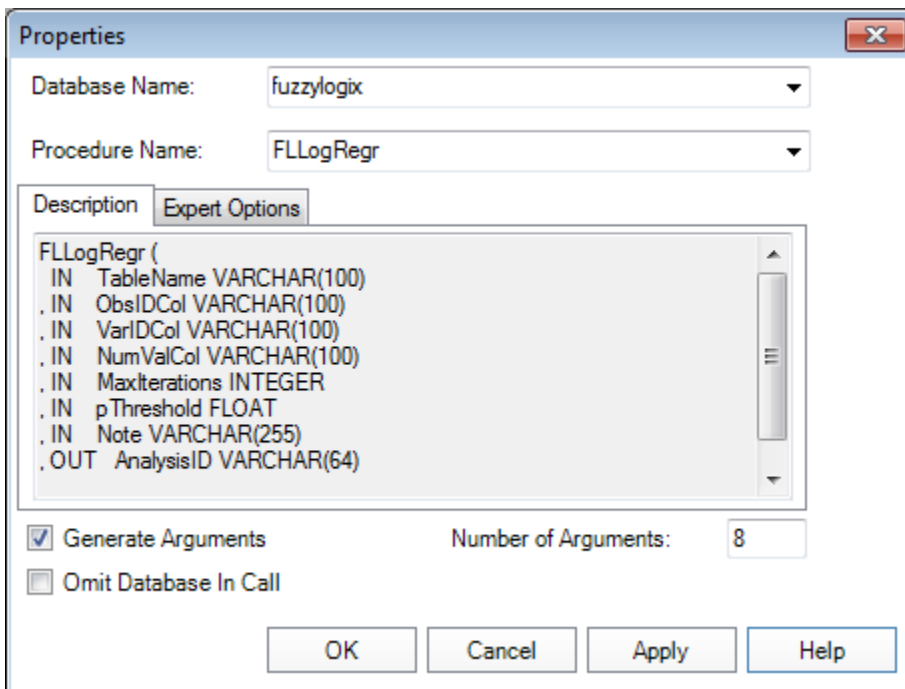 Properties
Database Name: fuzzylogix
Procedure Name: FLLogRegr
Description Expert Options
FLLogRegr (
IN TableName VARCHAR(100)
, IN ObsIDCol VARCHAR(100)
, IN VarIDCol VARCHAR(100)
, IN NumValCol VARCHAR(100)
, IN MaxIterations INTEGER
, IN pThreshold FLOAT
, IN Note VARCHAR(255)
, OUT AnalysisID VARCHAR(64)
Generate Arguments Number of Arguments: 8
Omit Database In Call
OK Cancel Apply Help